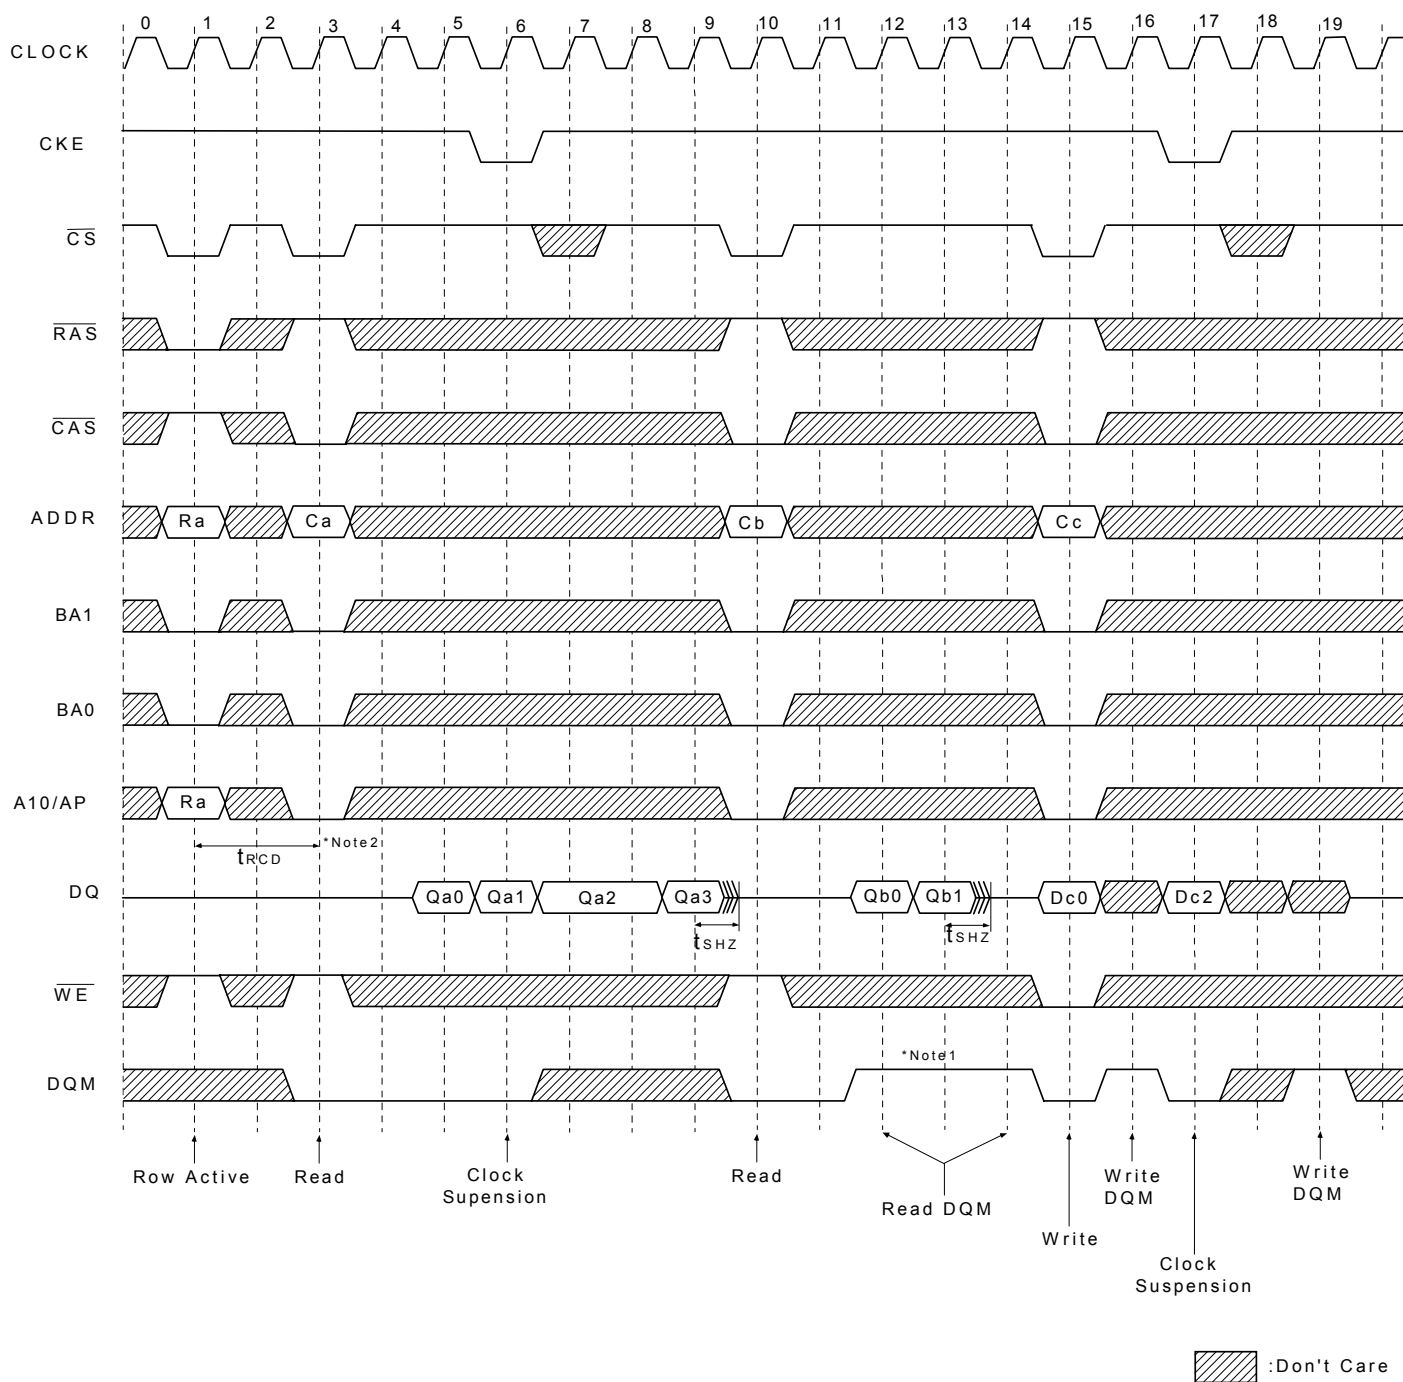 0 1 2 3 4 5 6 7 8 9 10 11 12 13 14 15 16 17 18 19
CLOCK
CKE
CS
RAS
CAS
ADDR Ra Ca Cb Cc
BA1
BA0
A10/AP Ra
tRCD *Note2
DQ Qa0 Qa1 Qa2 Qa3 Qb0 Qb1 Dc0 Dc2
tSHZ tSHZ
WE
*Note1
DQM
Row Active Read Clock Read Write Write
Supension DQM DQM
Read DQM
Write
Clock
Suspension
:Don't Care